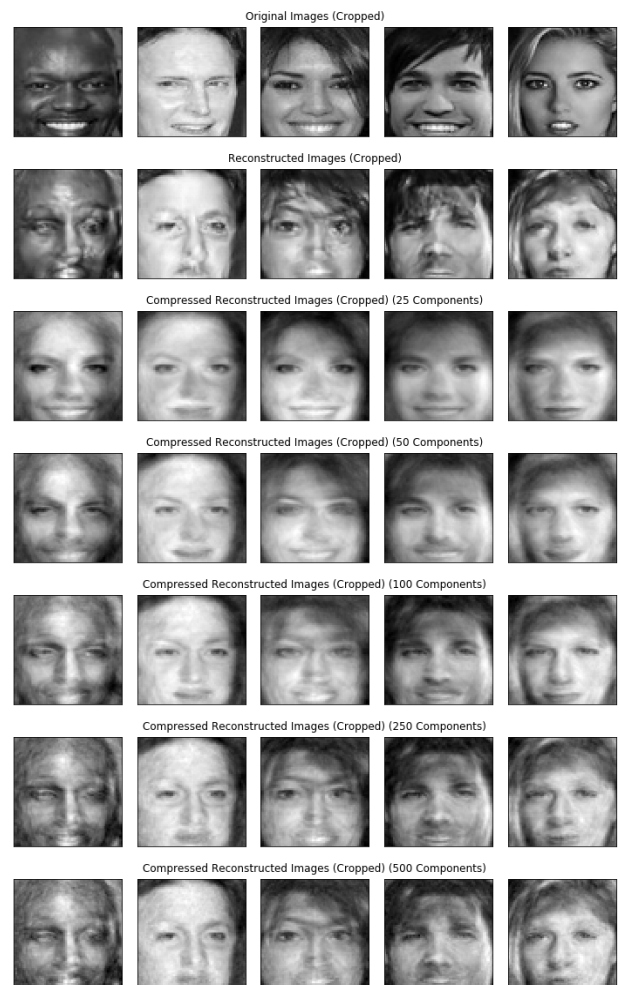 Original Images (Cropped)
Reconstructed Images (Cropped)
Compressed Reconstructed Images (Cropped) (25 Components)
Compressed Reconstructed Images (Cropped) (50 Components)
Compressed Reconstructed Images (Cropped) (100 Components)
Compressed Reconstructed Images (Cropped) (250 Components)
Compressed Reconstructed Images (Cropped) (500 Components)